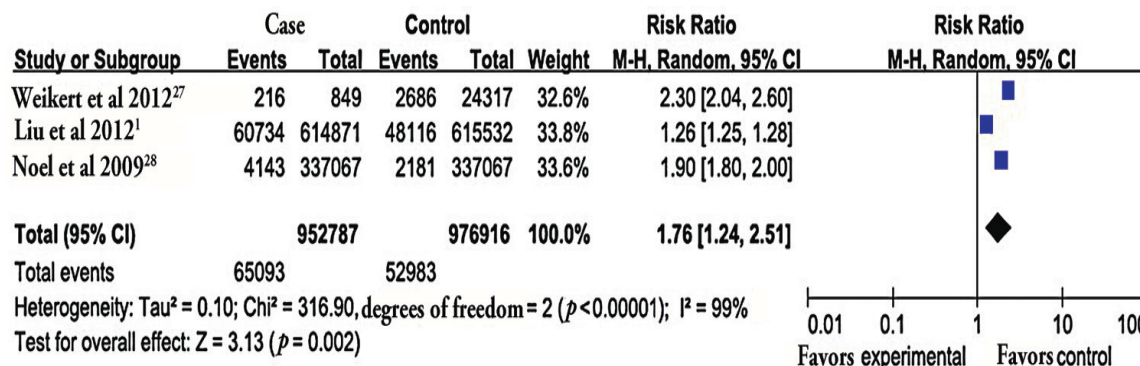 Case Control Risk Ratio Risk Ratio
Study or Subgroup Events Total Events Total Weight M-H, Random, 95% CI M-H, Random, 95% CI
Weikert et al 2012²⁷ 216 849 2686 24317 32.6% 2.30 [2.04, 2.60]
Liu et al 2012¹ 60734 614871 48116 615532 33.8% 1.26 [1.25, 1.28]
Noel et al 2009²⁸ 4143 337067 2181 337067 33.6% 1.90 [1.80, 2.00]
Total (95% CI) 952787 976916 100.0% 1.76 [1.24, 2.51]
Total events 65093 52983
Heterogeneity: Tau² = 0.10; Chi² = 316.90, degrees of freedom = 2 (p<0.00001); I² = 99%
Test for overall effect: Z = 3.13 (p = 0.002)
0.01 0.1 1 10 100
Favors experimental Favors control